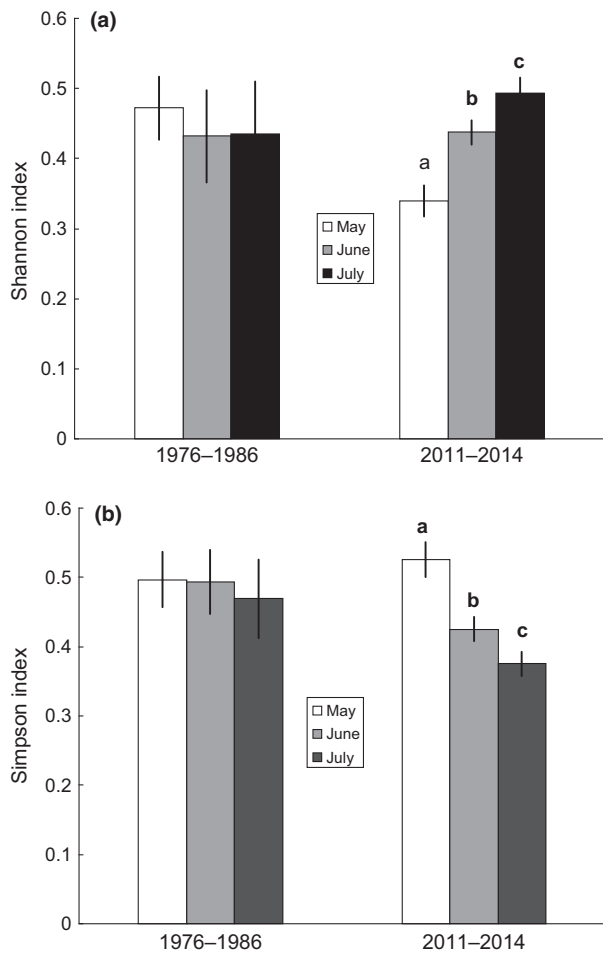 (a)
Shannon index
0.6
0.5
0.4
0.3
0.2
0.1
0
a
b
c
May
June
July
1976–1986
2011–2014
(b)
Simpson index
0.6
0.5
0.4
0.3
0.2
0.1
0
a
b
c
May
June
July
1976–1986
2011–2014